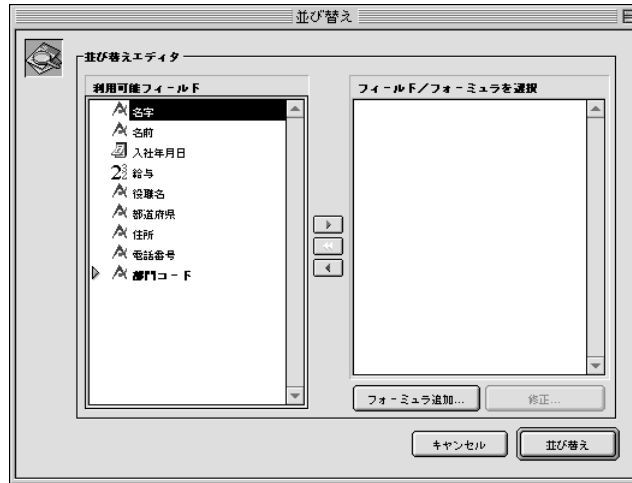 並び替え
並び替えエディタ
利用可能フィールド
フィールド/フォーミュラを選択
名字
名前
入社年月日
給与
役職名
都道府県
住所
電話番号
部門コード
フォーミュラ追加...
修正...
キャンセル
並び替え